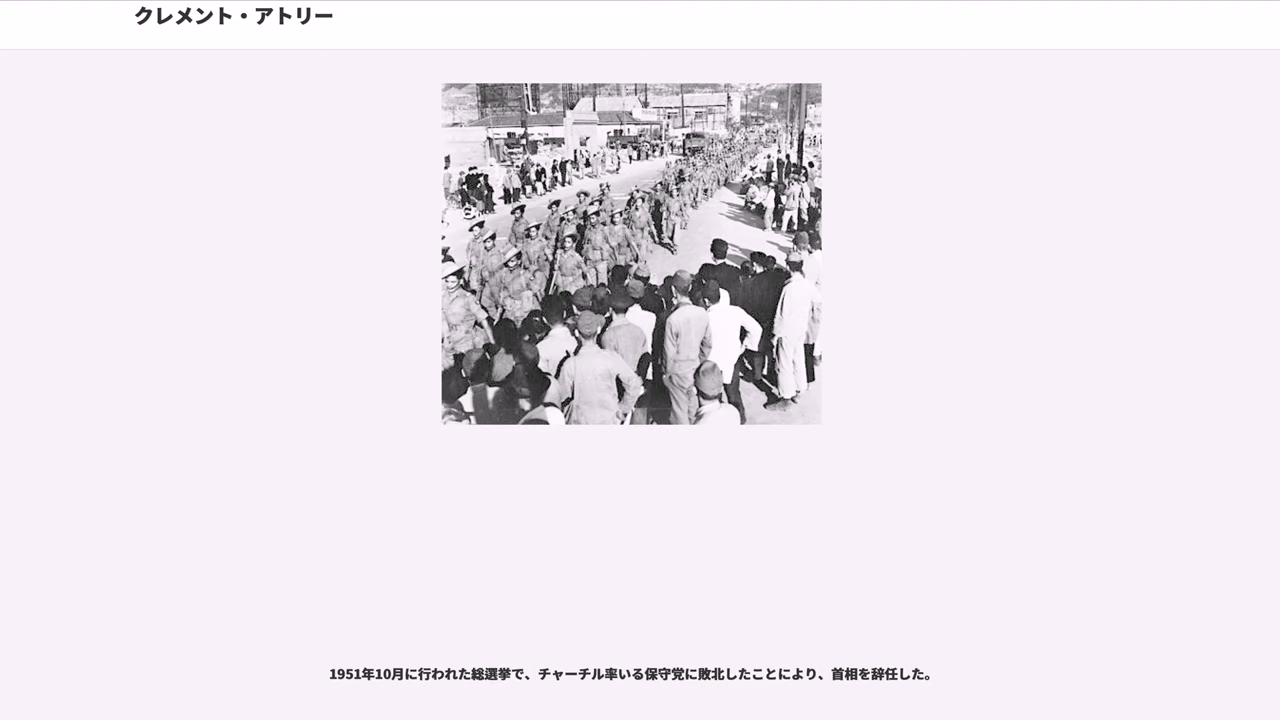 クレメント・アトリー
1951年10月に行われた総選挙で、チャーチル率いる保守党に敗北したことにより、首相を辞任した。